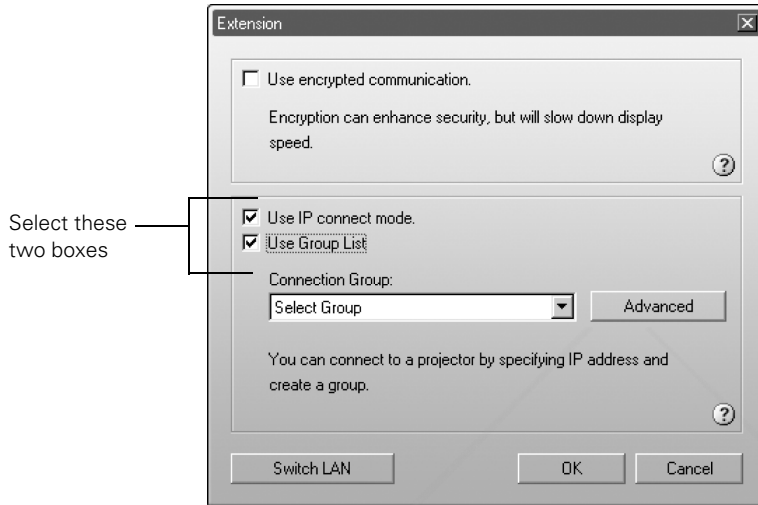 Extension
Use encrypted communication.
Encryption can enhance security, but will slow down display
speed.
?
Select these
two boxes
Use IP connect mode.
Use Group List
Connection Group:
Select Group
Advanced
You can connect to a projector by specifying IP address and
create a group.
?
Switch LAN
OK
Cancel